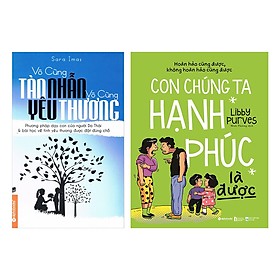 Sara Imas
Vô Cùng
TÀN NHẪN
Vô Cùng
YÊU THƯƠNG
Phương pháp dạy con của người Do Thái
& bài học về tình yêu thương được đặt đúng chỗ
Hoàn hảo cũng được,
không hoàn hảo cũng được
CON CHÚNG TA
HẠNH
LIBBY
PURVES
PHÚC
là được